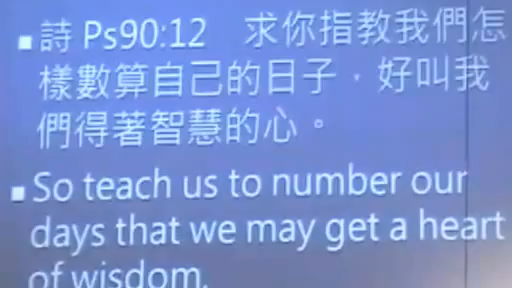 ▪詩 Ps90:12 求你指教我們怎
樣數算自己的日子，好叫我
們得著智慧的心。
▪So teach us to number our
days that we may get a heart
of wisdom.